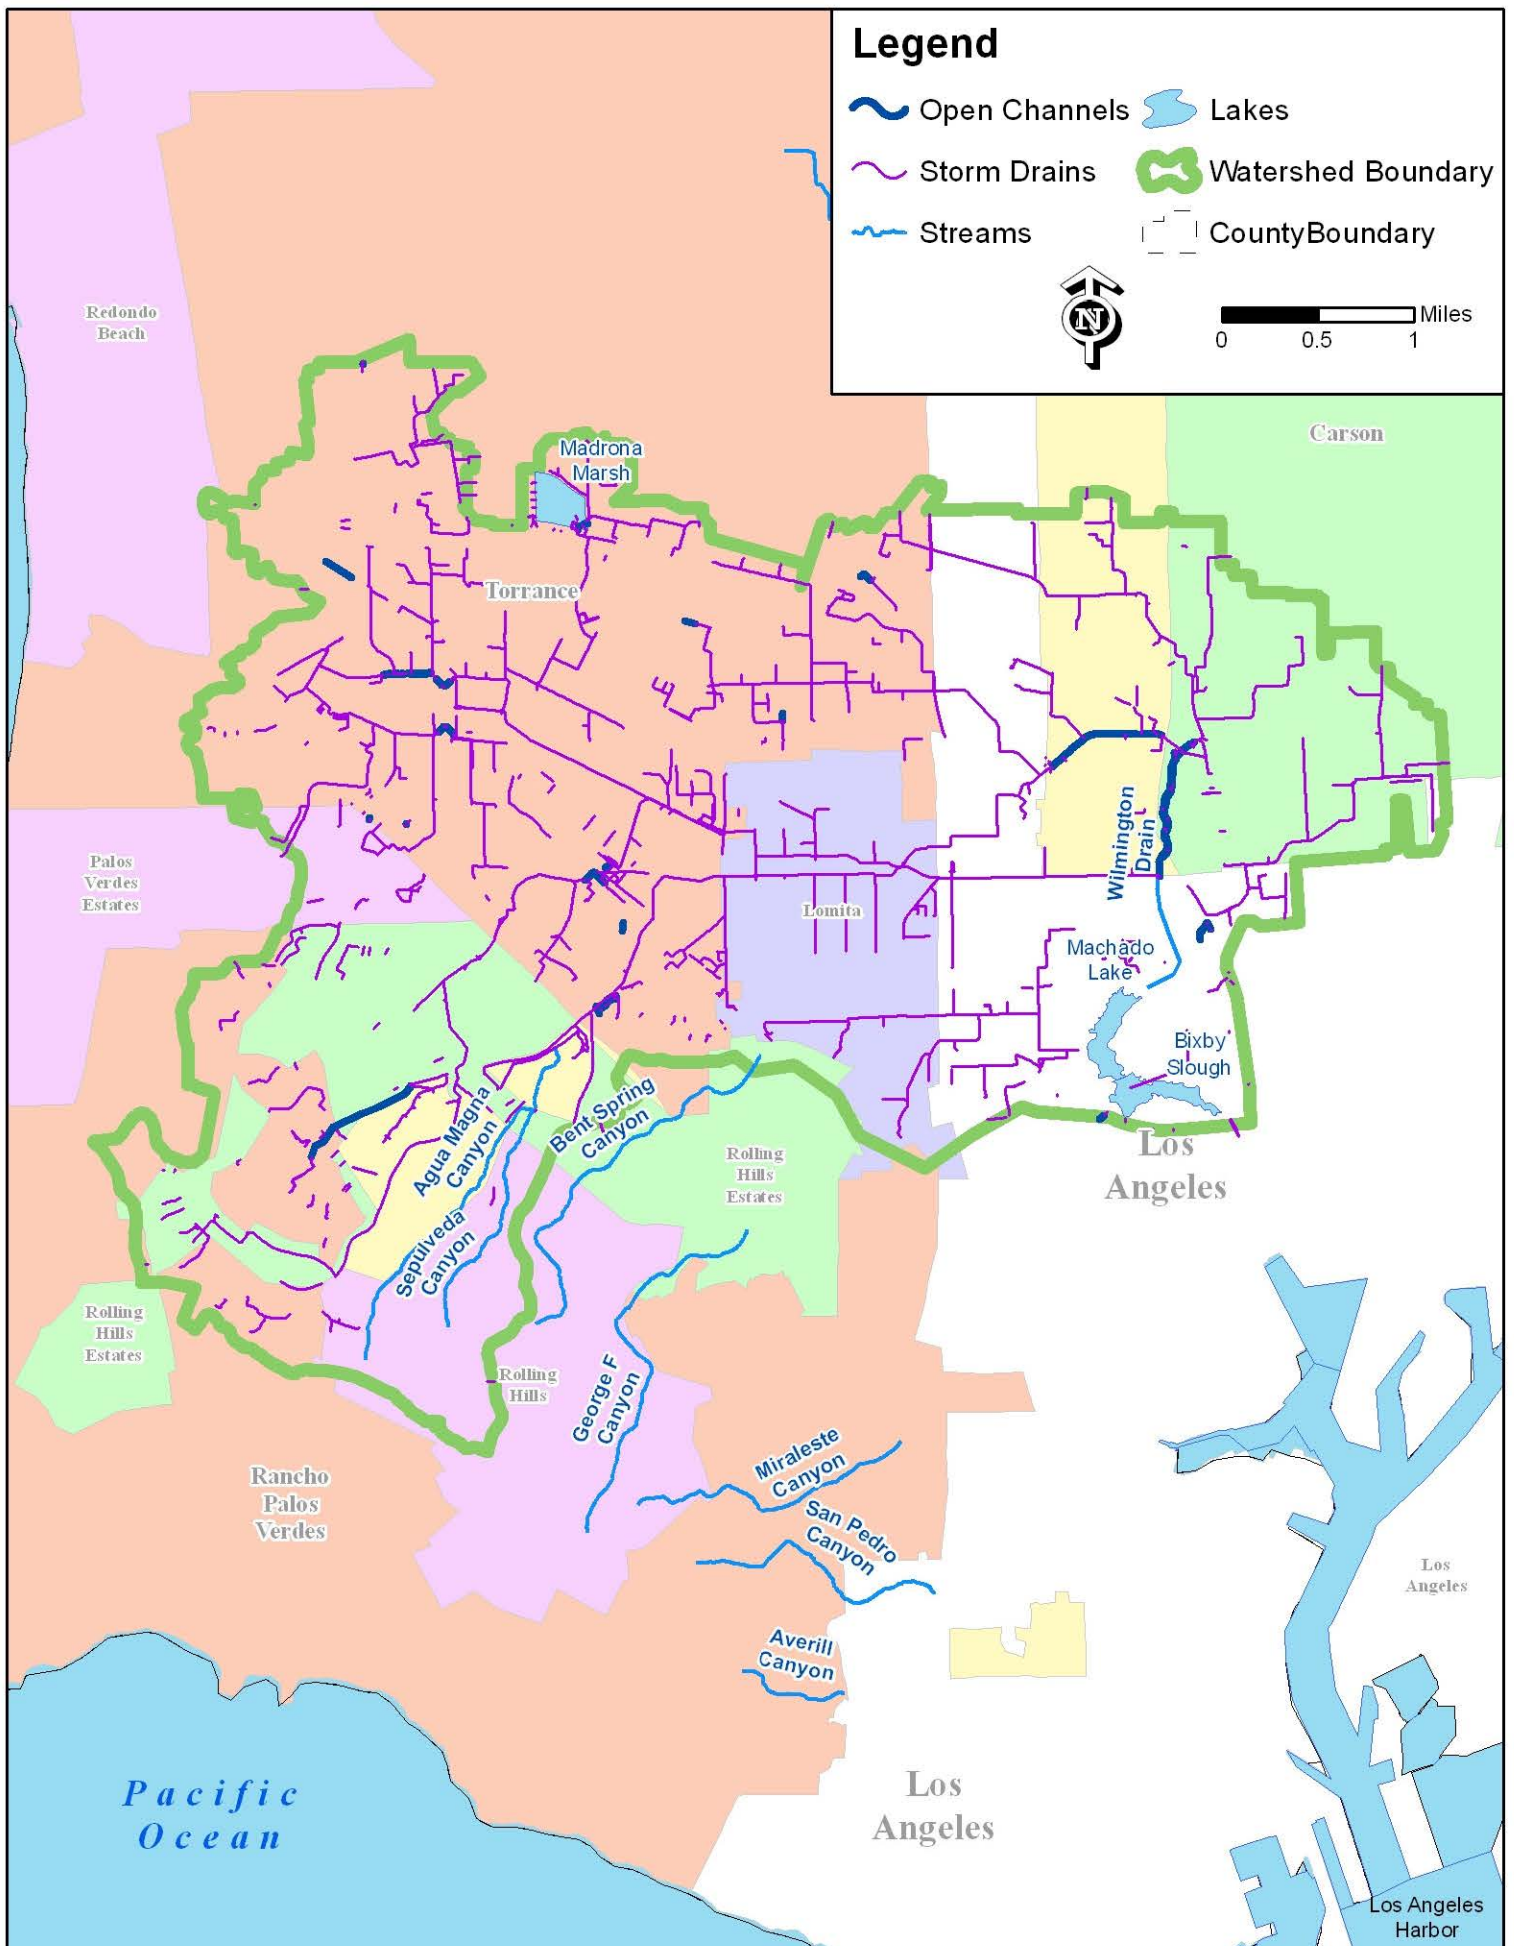 Legend
Open Channels
Lakes
Storm Drains
Watershed Boundary
Streams
CountyBoundary
N
Miles
0
0.5
1
Redondo
Beach
Carson
Madrona
Marsh
Torrance
Palos
Verdes
Estates
Wilmington
Drain
Lomita
Machado
Lake
Bixby
Slough
Los
Angeles
Agua Magna
Canyon
Bent Spring
Canyon
Rolling
Hills
Estates
Sepulveda
Canyon
Rolling
Hills
Estates
Rolling
Hills
George F
Canyon
Miraleste
Canyon
Rancho
Palos
Verdes
San Pedro
Canyon
Los
Angeles
Averill
Canyon
Pacific
Ocean
Los
Angeles
Los Angeles
Harbor